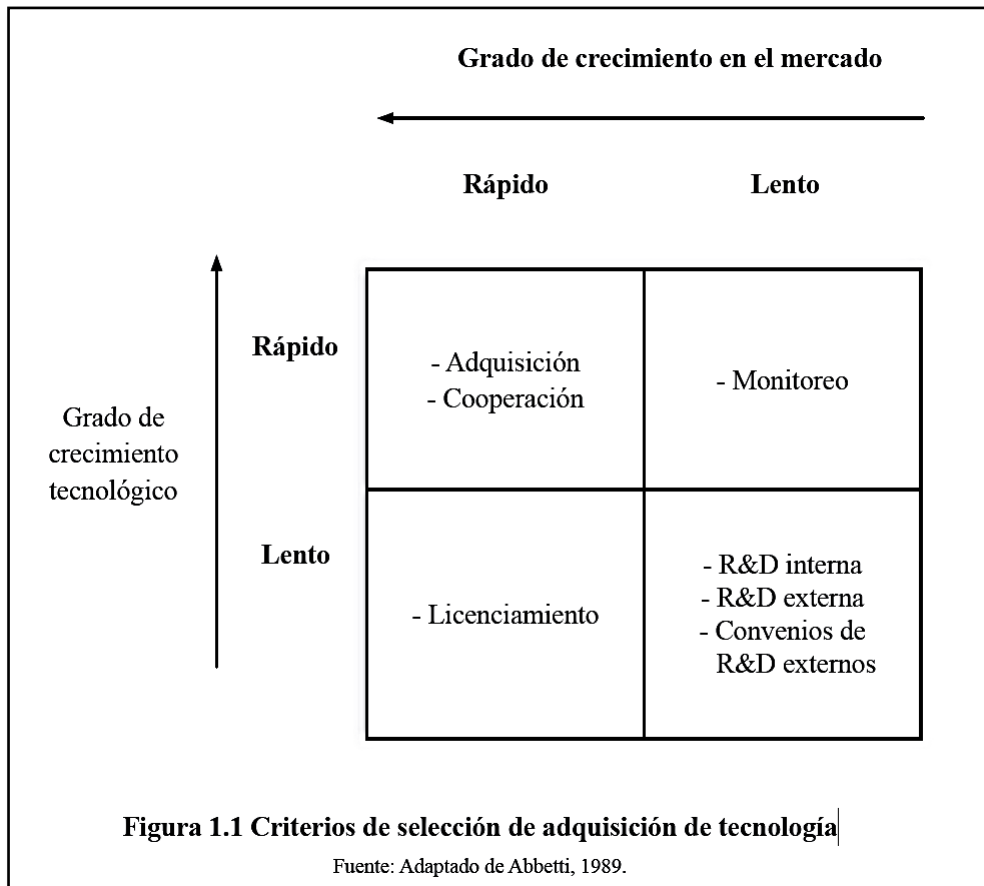 Grado de crecimiento en el mercado
Rápido
Lento
Grado de
crecimiento
tecnológico
Rápido
- Adquisición
- Cooperación
- Monitoreo
Lento
- Licenciamiento
- R&D interna
- R&D externa
- Convenios de
R&D externos
Figura 1.1 Criterios de selección de adquisición de tecnología
Fuente: Adaptado de Abbetti, 1989.